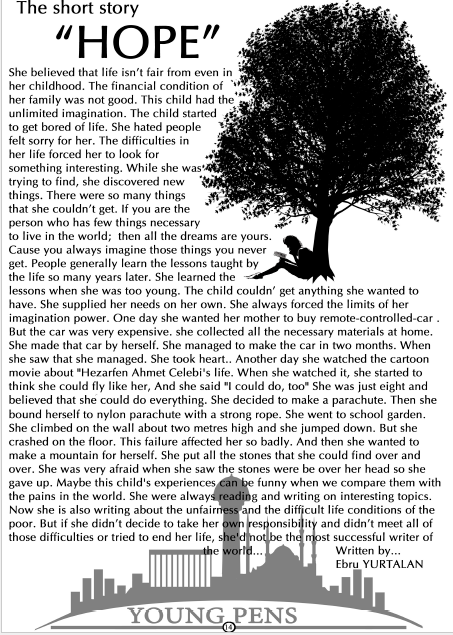 The short story
"HOPE"
She believed that life isn't fair from even in
her childhood. The financial condition of
her family was not good. This child had the
unlimited imagination. The child started
to get bored of life. She hated people
felt sorry for her. The difficulties in
her life forced her to look for
something interesting. While she was
trying to find, she discovered new
things. There were so many things
that she couldn't get. If you are the
person who has few things necessary
to live in the world; then all the dreams are yours.
Cause you always imagine those things you never
get. People generally learn the lessons taught by
the life so many years later. She learned the
lessons when she was too young. The child couldn' get anything she wanted to
have. She supplied her needs on her own. She always forced the limits of her
imagination power. One day she wanted her mother to buy remote-controlled-car .
But the car was very expensive. she collected all the necessary materials at home.
She made that car by herself. She managed to make the car in two months. When
she saw that she managed. She took heart.. Another day she watched the cartoon
movie about "Hezarfen Ahmet Celebi's life. When she watched it, she started to
think she could fly like her, And she said "I could do, too" She was just eight and
believed that she could do everything. She decided to make a parachute. Then she
bound herself to nylon parachute with a strong rope. She went to school garden.
She climbed on the wall about two metres high and she jumped down. But she
crashed on the floor. This failure affected her so badly. And then she wanted to
make a mountain for herself. She put all the stones that she could find over and
over. She was very afraid when she saw the stones were be over her head so she
gave up. Maybe this child's experiences can be funny when we compare them with
the pains in the world. She were always reading and writing on interesting topics.
Now she is also writing about the unfairness and the difficult life conditions of the
poor. But if she didn't decide to take her own responsibility and didn't meet all of
those difficulties or tried to end her life, she'd not be the most successful writer of
the world...
Written by...
Ebru YURTALAN
YOUNG PENS
14